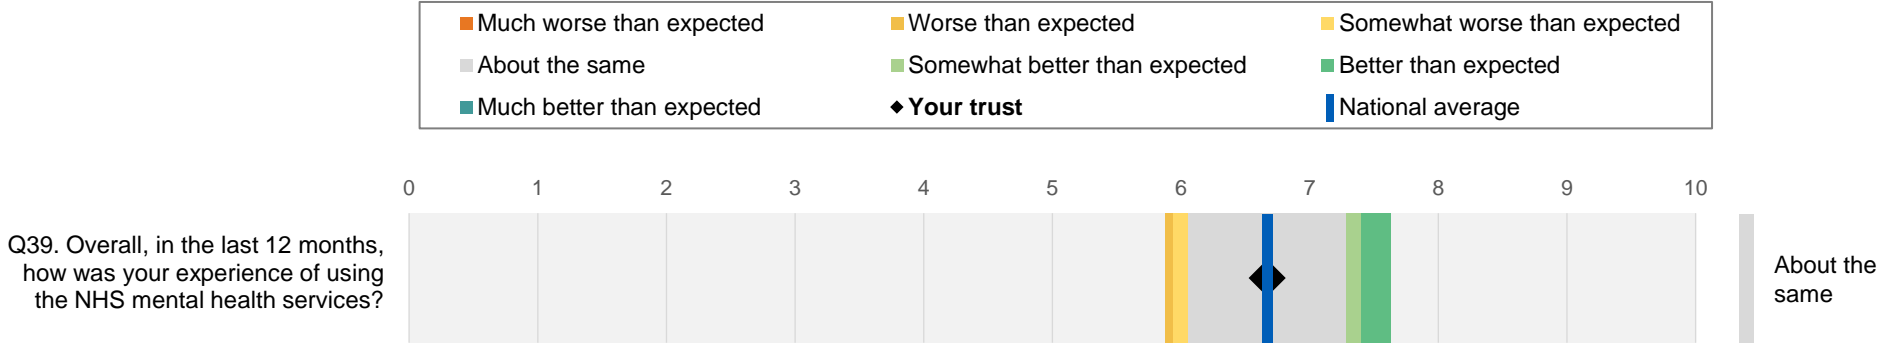 Much worse than expected
Worse than expected
Somewhat worse than expected
About the same
Somewhat better than expected
Better than expected
Much better than expected
Your trust
National average
0 1 2 3 4 5 6 7 8 9 10
Q39. Overall, in the last 12 months,
how was your experience of using
the NHS mental health services?
About the
same